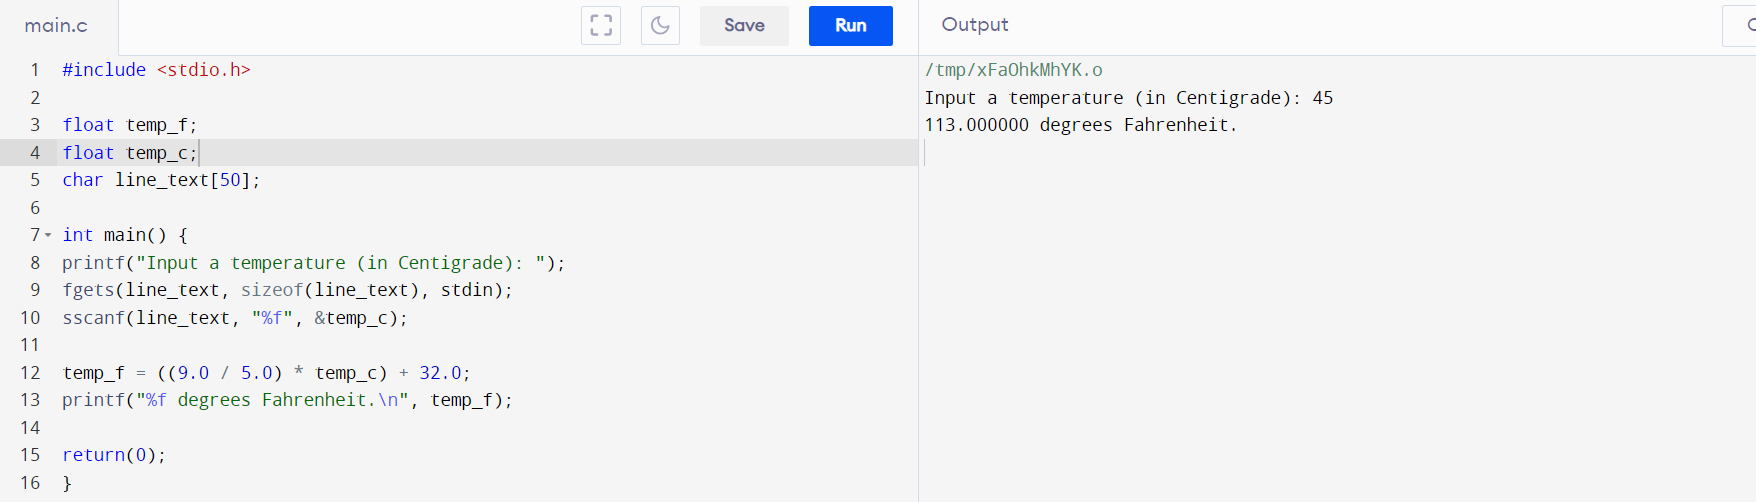 main.c
Save
Run
Output
1 #include <stdio.h>
2
3 float temp_f;
4 float temp_c;
5 char line_text[50];
6
7 int main() {
8 printf("Input a temperature (in Centigrade): ");
9 fgets(line_text, sizeof(line_text), stdin);
10 sscanf(line_text, "%f", &temp_c);
11
12 temp_f = ((9.0 / 5.0) * temp_c) + 32.0;
13 printf("%f degrees Fahrenheit.\n", temp_f);
14
15 return(0);
16 }
/tmp/xFaOhkMhYK.o
Input a temperature (in Centigrade): 45
113.000000 degrees Fahrenheit.